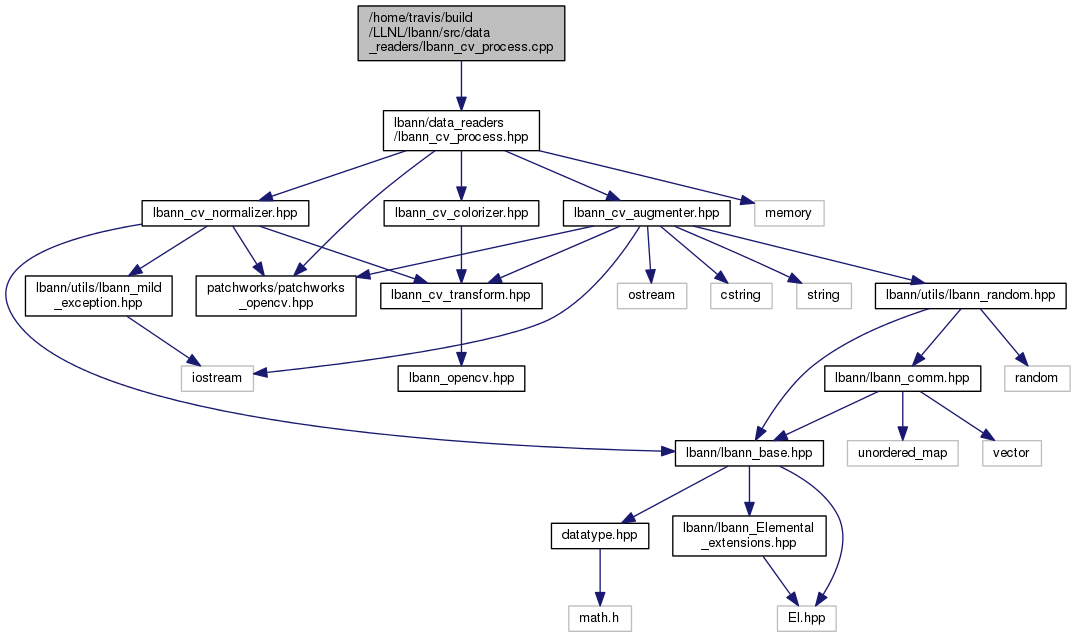 /home/travis/build
/LLNL/lbann/src/data
_readers/lbann_cv_process.cpp
lbann/data_readers
/lbann_cv_process.hpp
lbann_cv_normalizer.hpp
lbann_cv_colorizer.hpp
lbann_cv_augmenter.hpp
memory
lbann/utils/lbann_mild
_exception.hpp
patchworks/patchworks
_opencv.hpp
lbann_cv_transform.hpp
ostream
cstring
string
lbann/utils/lbann_random.hpp
iostream
lbann_opencv.hpp
lbann/lbann_comm.hpp
random
lbann/lbann_base.hpp
unordered_map
vector
datatype.hpp
lbann/lbann_Elemental
_extensions.hpp
math.h
El.hpp